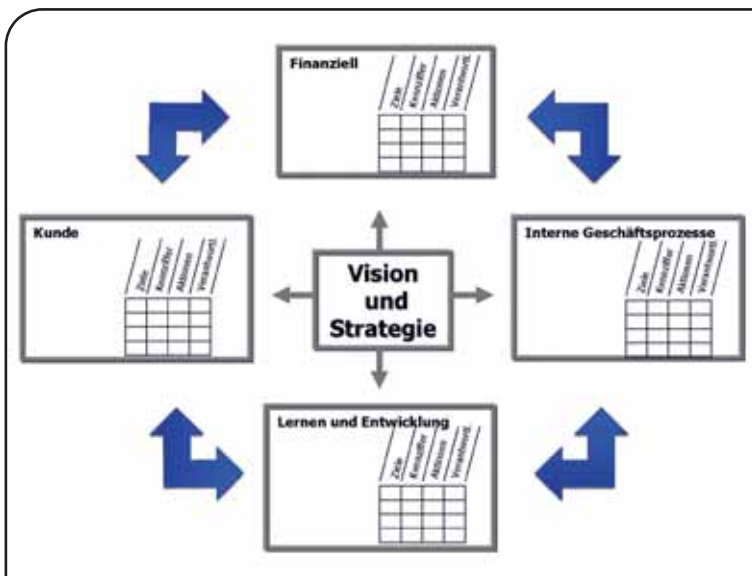 Finanziell
Ziele
Kennziffer
Aktionen
Verantwortl.
Kunde
Ziele
Kennziffer
Aktionen
Verantwortl.
Vision
und
Strategie
Interne Geschäftsprozesse
Ziele
Kennziffer
Aktionen
Verantwortl.
Lernen und Entwicklung
Ziele
Kennziffer
Aktionen
Verantwortl.